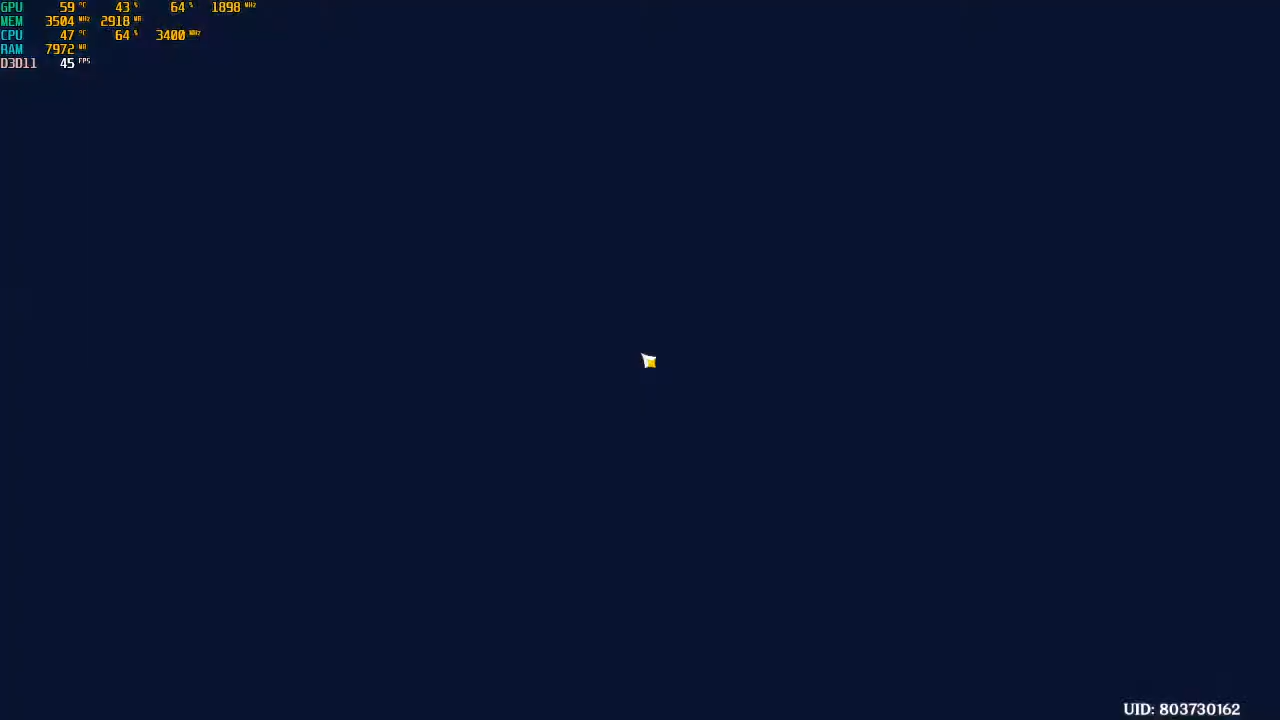 GPU 59 °C 43 % 64 % 1898 MHz
MEM 3504 MHz 2918 MB
CPU 47 °C 64 % 3400 MHz
RAM 7972 MB
D3D11 45 FPS
UID: 803730162